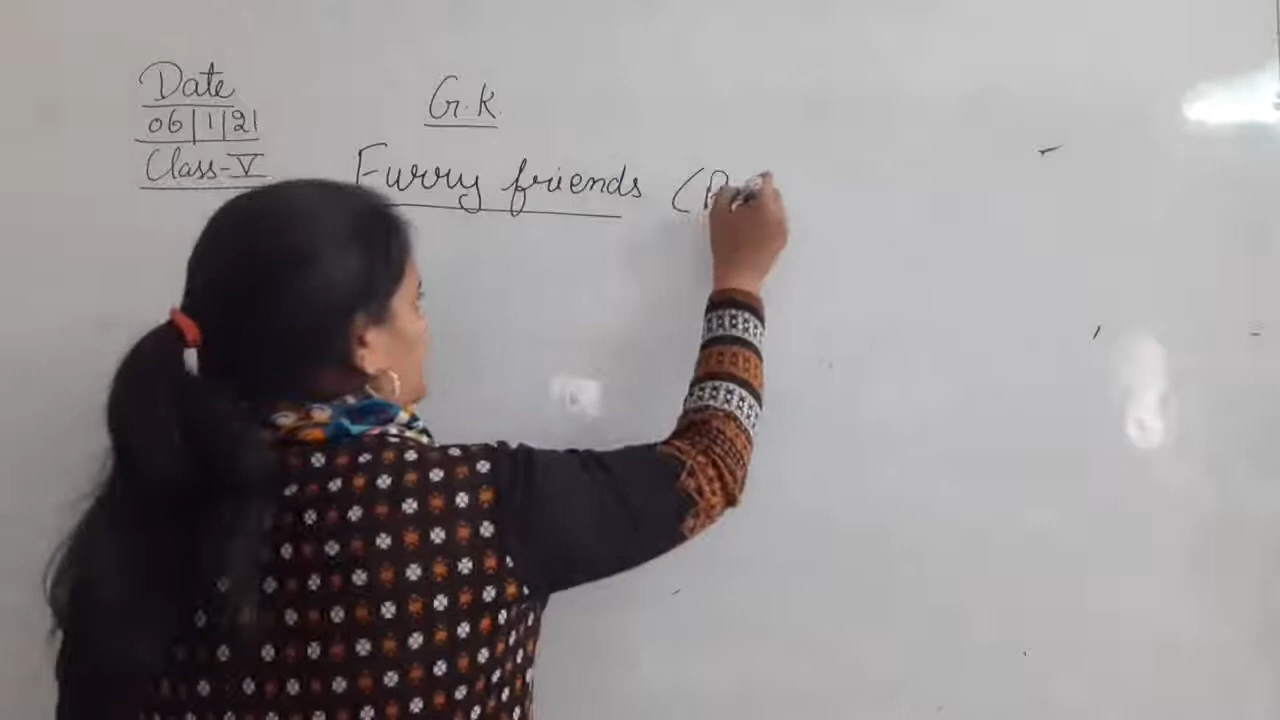 Date
06|1|21
Class-V
G.K.
Furry friends (